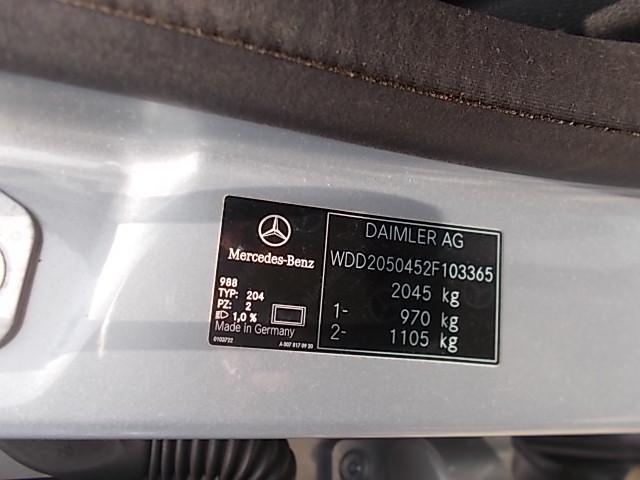 Mercedes-Benz
988
TYP: 204
PZ: 2
1,0 %
Made in Germany
0103722
A 007 817 09 20
DAIMLER AG
WDD2050452F103365
2045 kg
1- 970 kg
2- 1105 kg